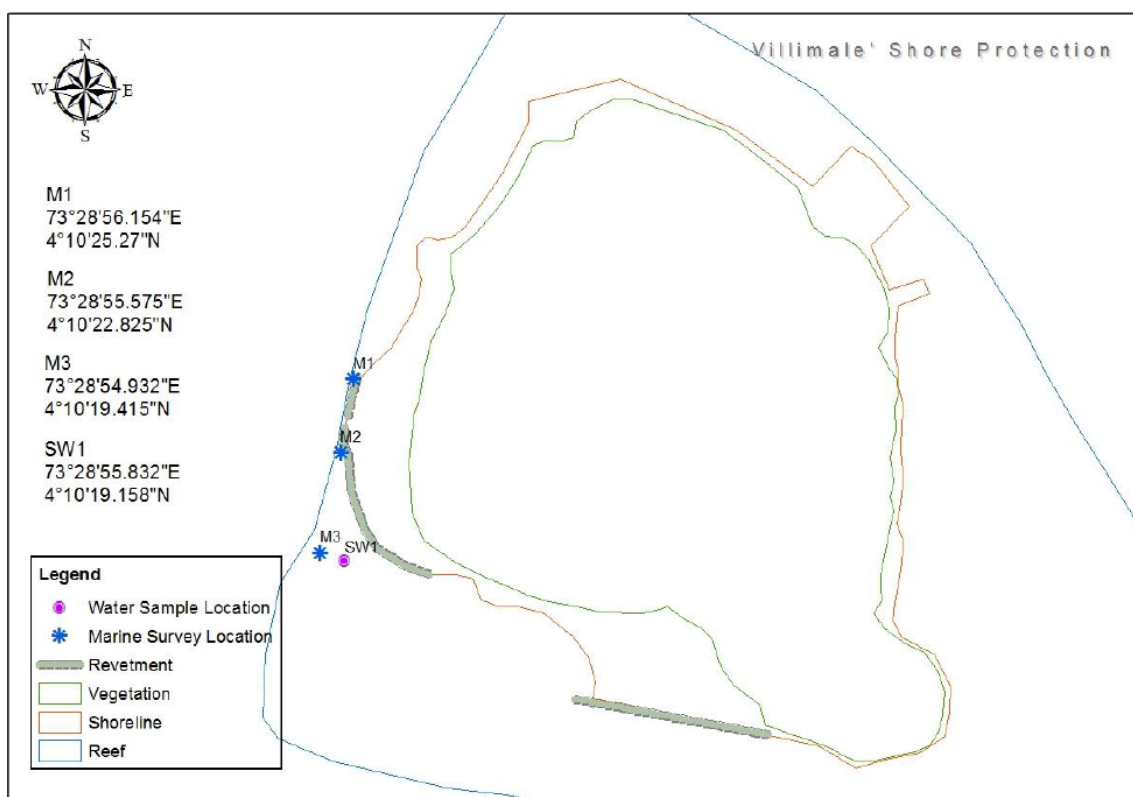 Villimale' Shore Protection
N
W E
S
M1
73°28'56.154"E
4°10'25.27"N
M2
73°28'55.575"E
4°10'22.825"N
M3
73°28'54.932"E
4°10'19.415"N
SW1
73°28'55.832"E
4°10'19.158"N
M1
M2
M3
SW1
Legend
Water Sample Location
Marine Survey Location
Revetment
Vegetation
Shoreline
Reef